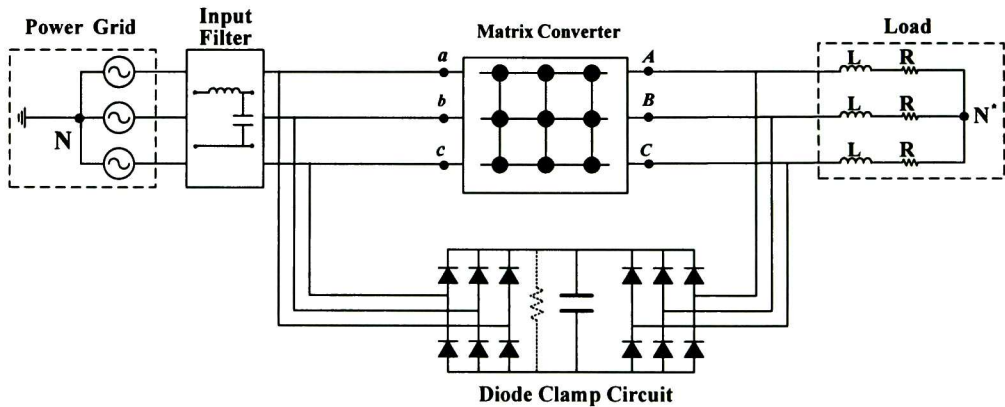 Power Grid
Input
Filter
Matrix Converter
Load
a
A
L
R
b
B
L
R
N
N*
c
C
L
R
Diode Clamp Circuit